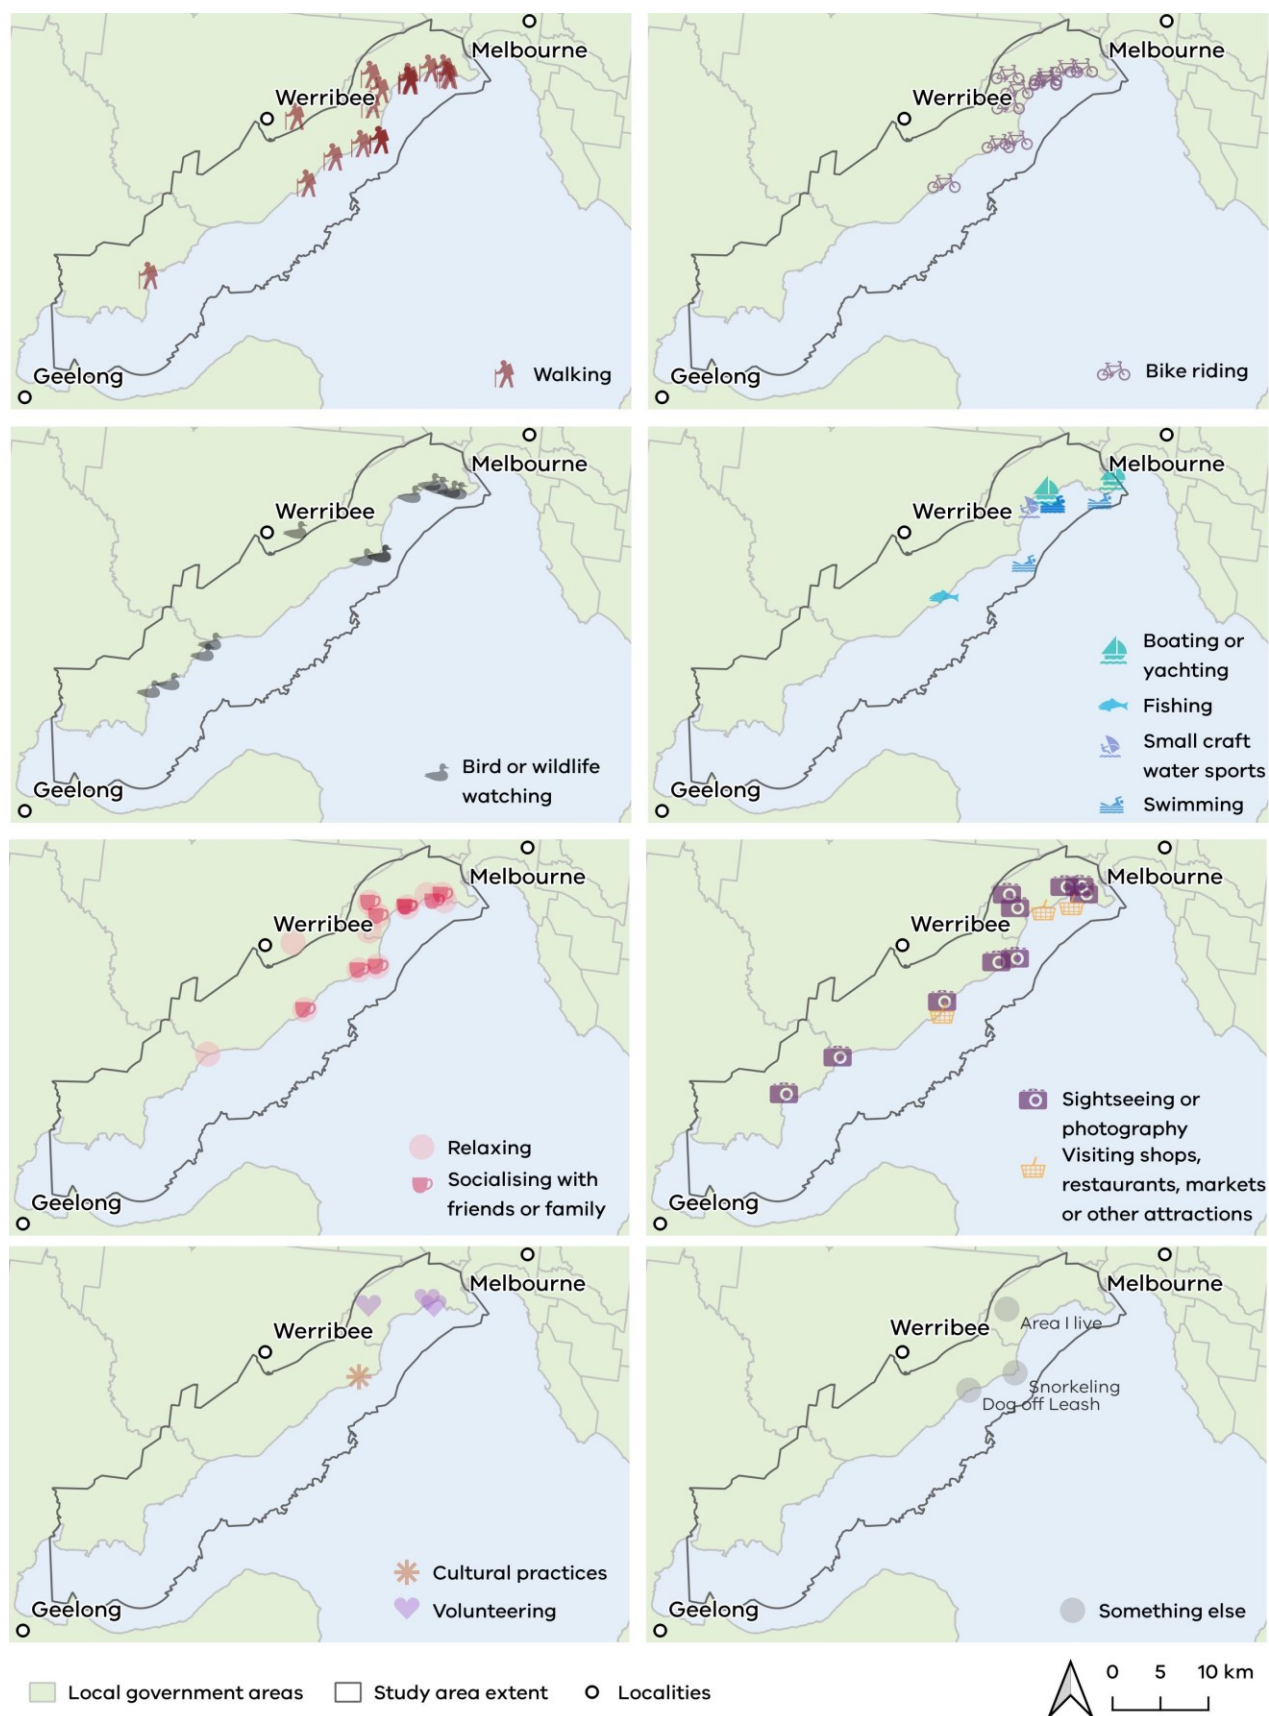 Melbourne
Werribee
Geelong
Walking
Melbourne
Werribee
Geelong
Bike riding
Melbourne
Werribee
Geelong
Bird or wildlife
watching
Melbourne
Werribee
Geelong
Boating or
yachting
Fishing
Small craft
water sports
Swimming
Melbourne
Werribee
Geelong
Relaxing
Socialising with
friends or family
Melbourne
Werribee
Geelong
Sightseeing or
photography
Visiting shops,
restaurants, markets
or other attractions
Melbourne
Werribee
Geelong
Cultural practices
Volunteering
Melbourne
Area I live
Werribee
Snorkeling
Dog off Leash
Geelong
Something else
Local government areas
Study area extent
Localities
0 5 10 km